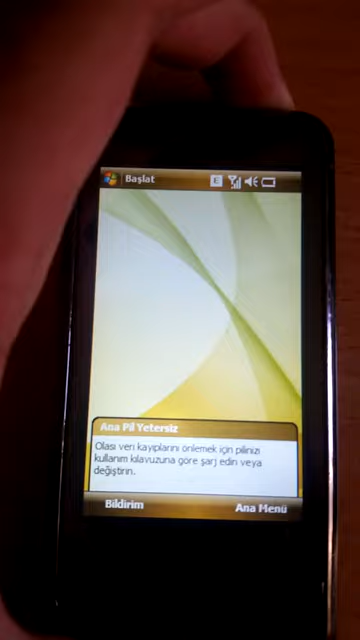 Başlat
E
Ana Pil Yetersiz
Olası veri kayıplarını önlemek için pilinizi
kullanım kılavuzuna göre şarj edin veya
değiştirin.
Bildirim
Ana Menü